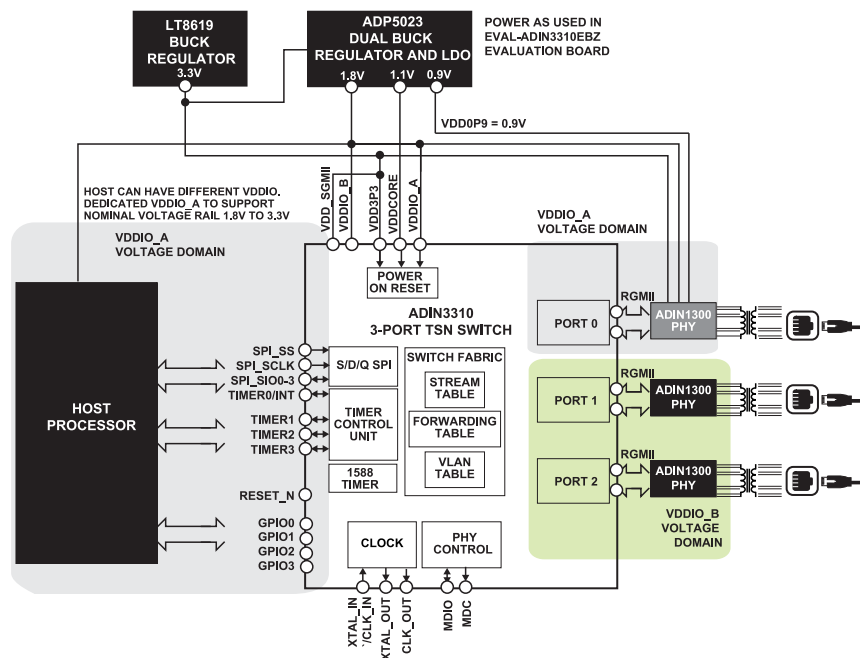 LT8619
BUCK
REGULATOR
3.3V
ADP5023
DUAL BUCK
REGULATOR AND LDO
1.8V
1.1V
0.9V
POWER AS USED IN
EVAL-ADIN3310EBZ
EVALUATION BOARD
VDD0P9 = 0.9V
HOST CAN HAVE DIFFERENT VDDIO.
DEDICATED VDDIO_A TO SUPPORT
NOMINAL VOLTAGE RAIL 1.8V TO 3.3V
VDD_SGMII
VDDIO_B
VDD3P3
VDDCORE
VDDIO_A
VDDIO_A
VOLTAGE DOMAIN
VDDIO_A
VOLTAGE DOMAIN
POWER
ON RESET
ADIN3310
3-PORT TSN SWITCH
HOST
PROCESSOR
SPI_SS
SPI_SCLK
SPI_SIO0-3
TIMER0/INT
TIMER1
TIMER2
TIMER3
RESET_N
GPIO0
GPIO1
GPIO2
GPIO3
S/D/Q SPI
TIMER
CONTROL
UNIT
1588
TIMER
SWITCH FABRIC
STREAM
TABLE
FORWARDING
TABLE
VLAN
TABLE
PORT 0
RGMII
ADIN1300
PHY
PORT 1
RGMII
ADIN1300
PHY
PORT 2
RGMII
ADIN1300
PHY
VDDIO_B
VOLTAGE
DOMAIN
CLOCK
PHY
CONTROL
XTAL_IN
/CLK_IN
XTAL_OUT
CLK_OUT
MDIO
MDC